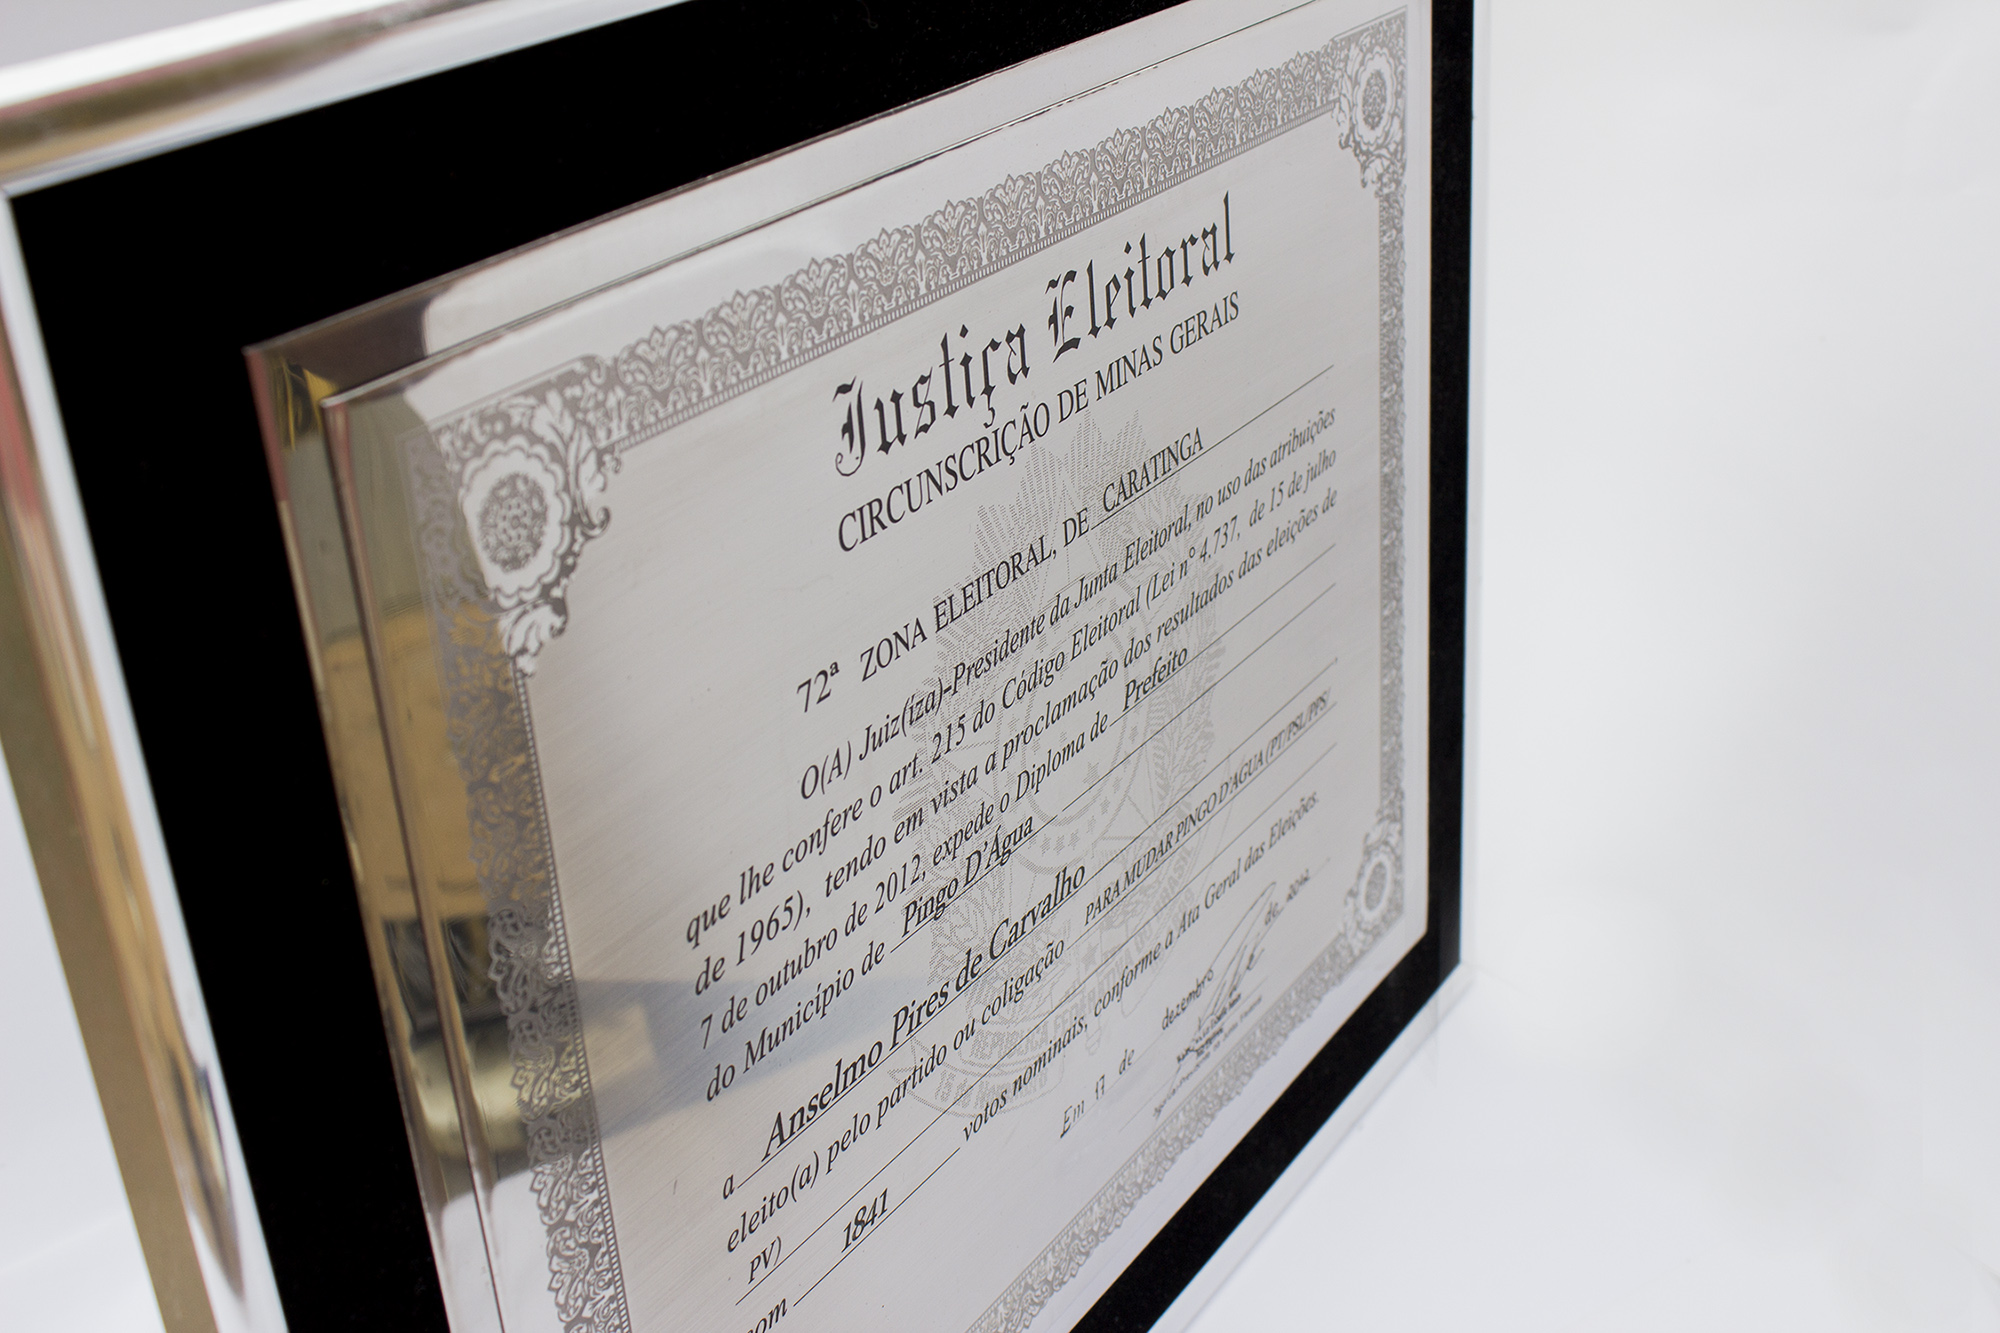 Justiça Eleitoral
CIRCUNSCRIÇÃO DE MINAS GERAIS
72ª ZONA ELEITORAL, DE CARATINGA
O(A) Juiz(íza)-Presidente da Junta Eleitoral, no uso das atribuições
que lhe confere o art. 215 do Código Eleitoral (Lei nº 4.737, de 15 de julho
de 1965), tendo em vista a proclamação dos resultados das eleições de
7 de outubro de 2012, expede o Diploma de Prefeito
do Município de Pingo D'Água
a Anselmo Pires de Carvalho
eleito(a) pelo partido ou coligação PARA MUDAR PINGO D'AGUA (PT/PSL/PPS/
PV)
com 1841 votos nominais, conforme a Ata Geral das Eleições.
Em 17 de dezembro de 2012